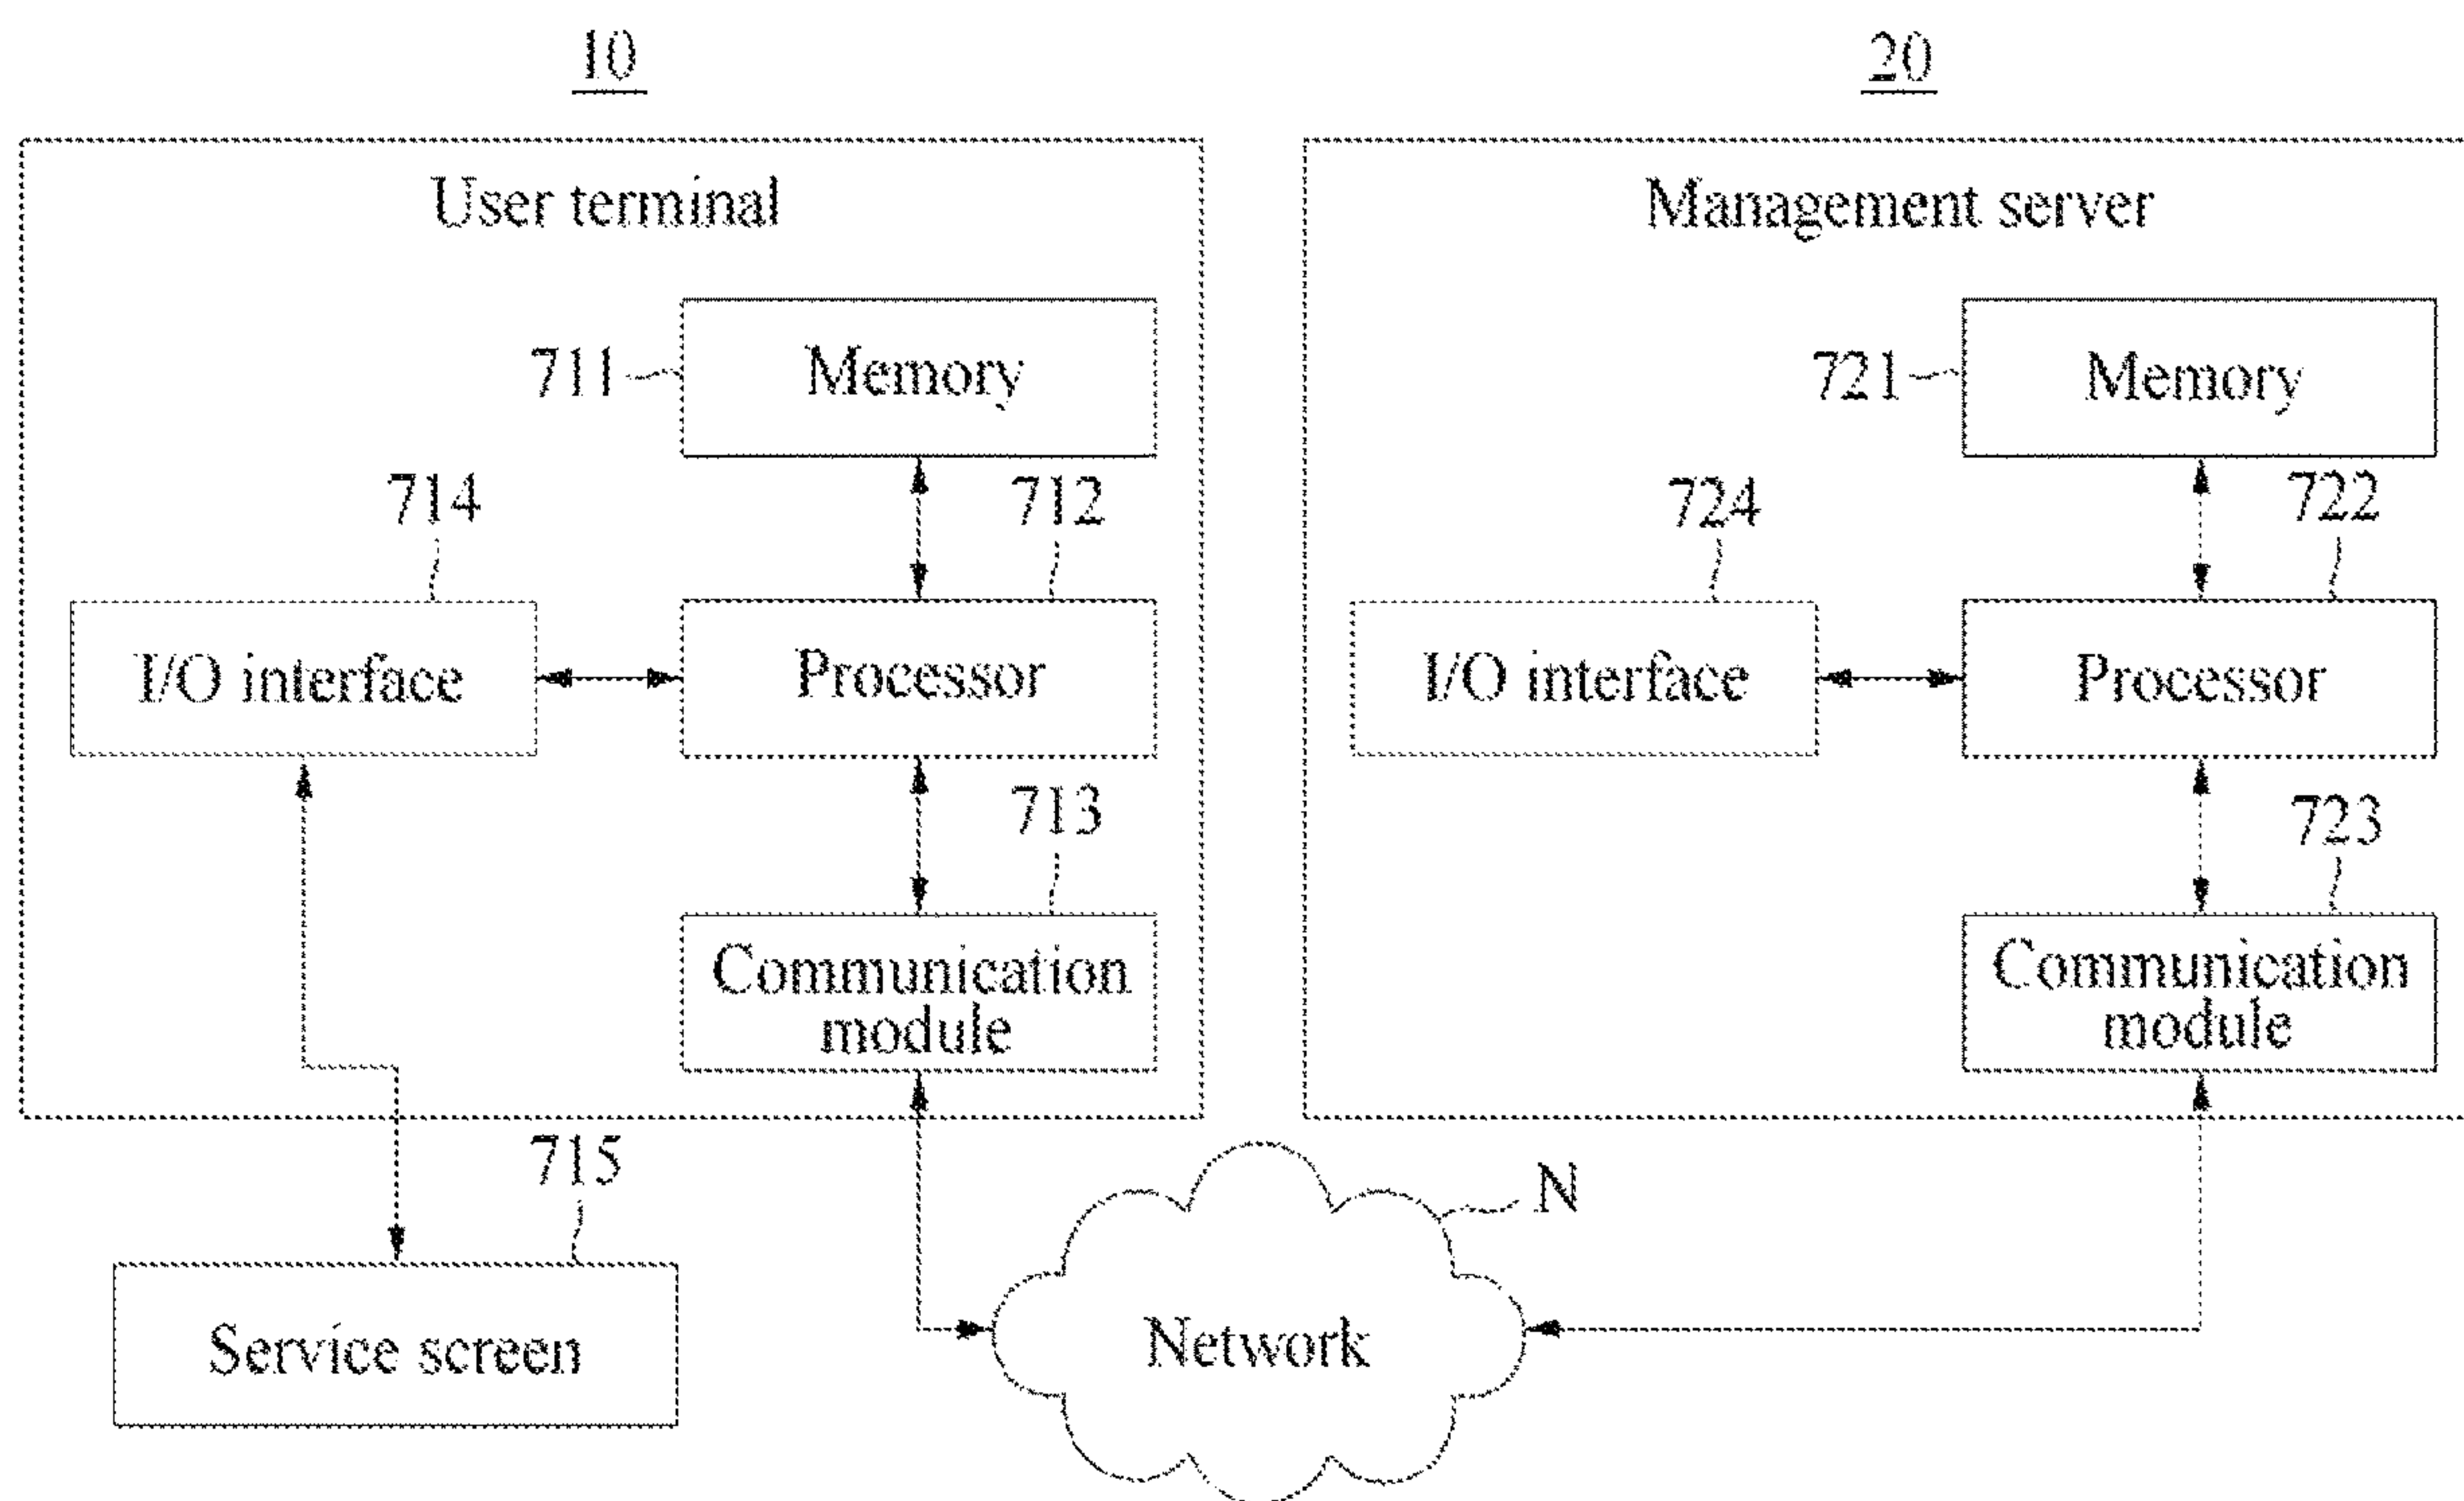 10
20
User terminal
Management server
711
Memory
721
Memory
714
712
724
722
I/O interface
Processor
I/O interface
Processor
713
723
Communication
module
Communication
module
715
N
Service screen
Network